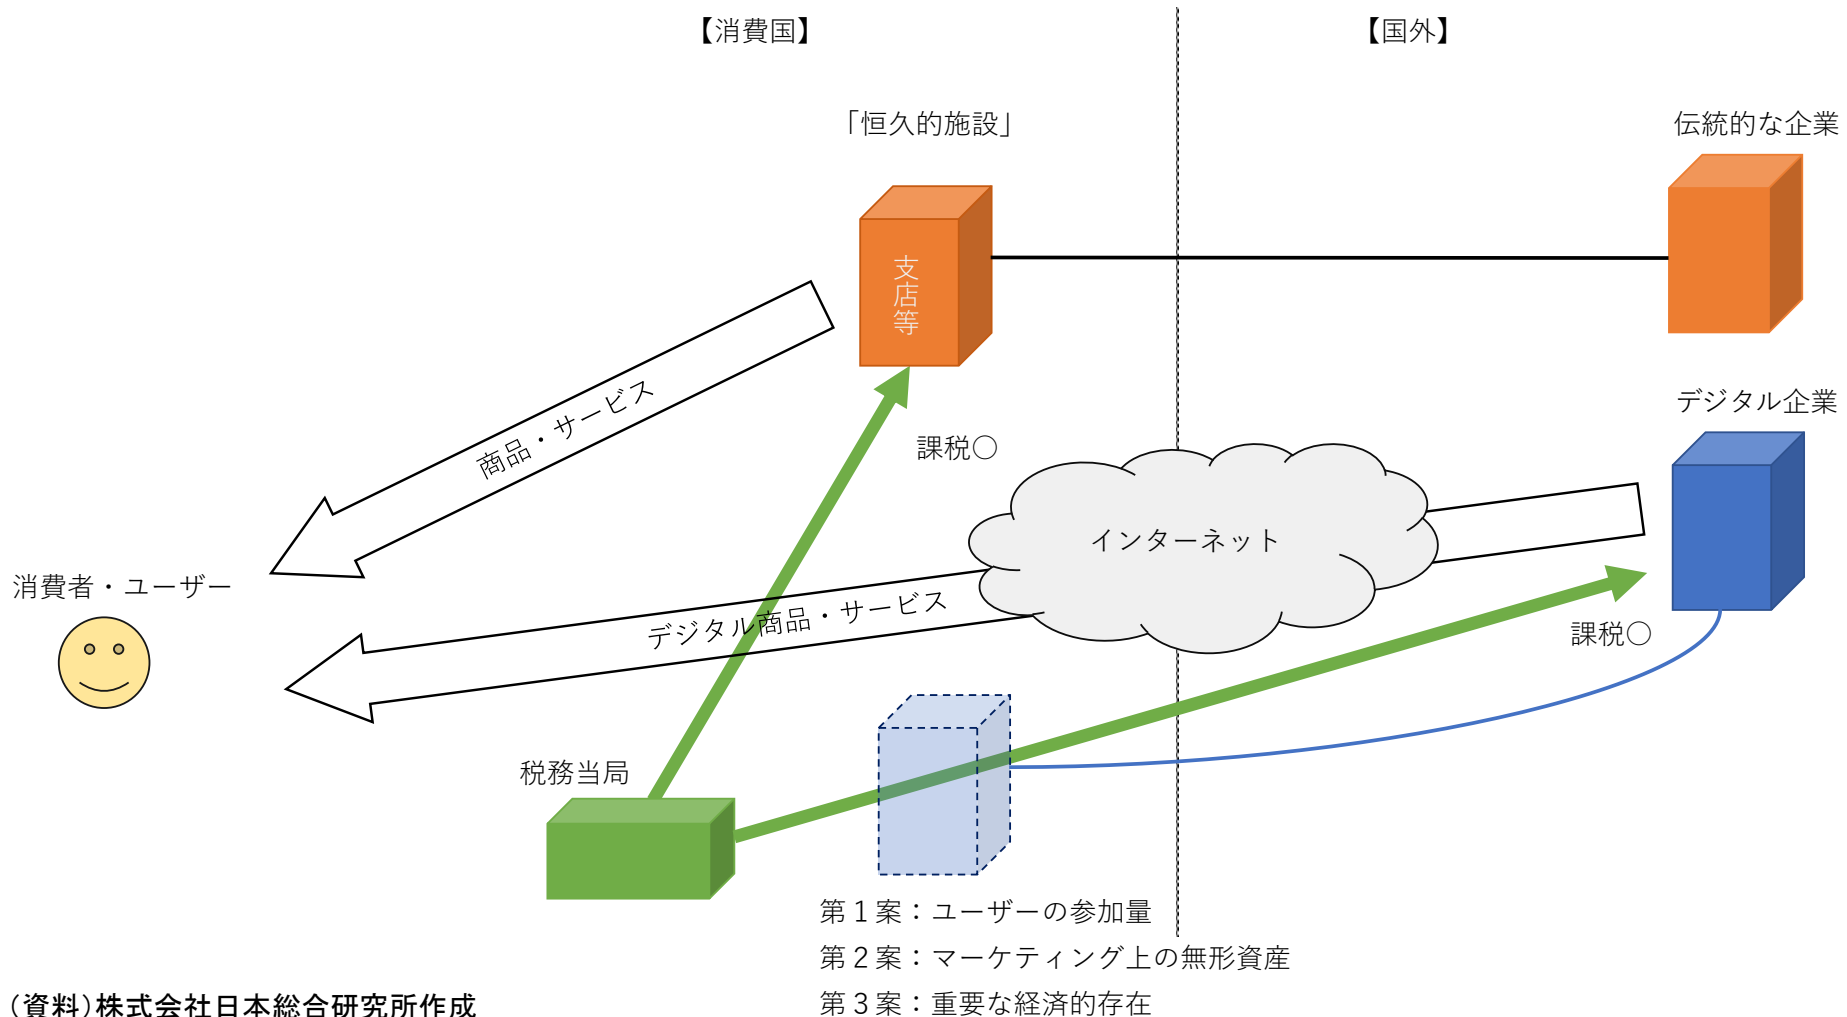 【消費国】
【国外】
「恒久的施設」
伝統的な企業
支店等
商品・サービス
デジタル企業
課税〇
インターネット
消費者・ユーザー
デジタル商品・サービス
課税〇
税務当局
第１案：ユーザーの参加量
第２案：マーケティング上の無形資産
第３案：重要な経済的存在
(資料)株式会社日本総合研究所作成